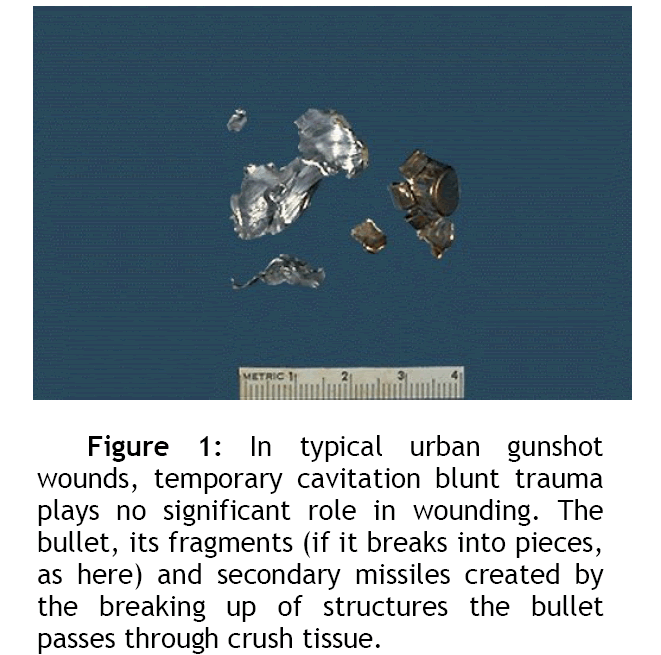 METRIC 1 2 3 4
Figure 1: In typical urban gunshot
wounds, temporary cavitation blunt trauma
plays no significant role in wounding. The
bullet, its fragments (if it breaks into pieces,
as here) and secondary missiles created by
the breaking up of structures the bullet
passes through crush tissue.